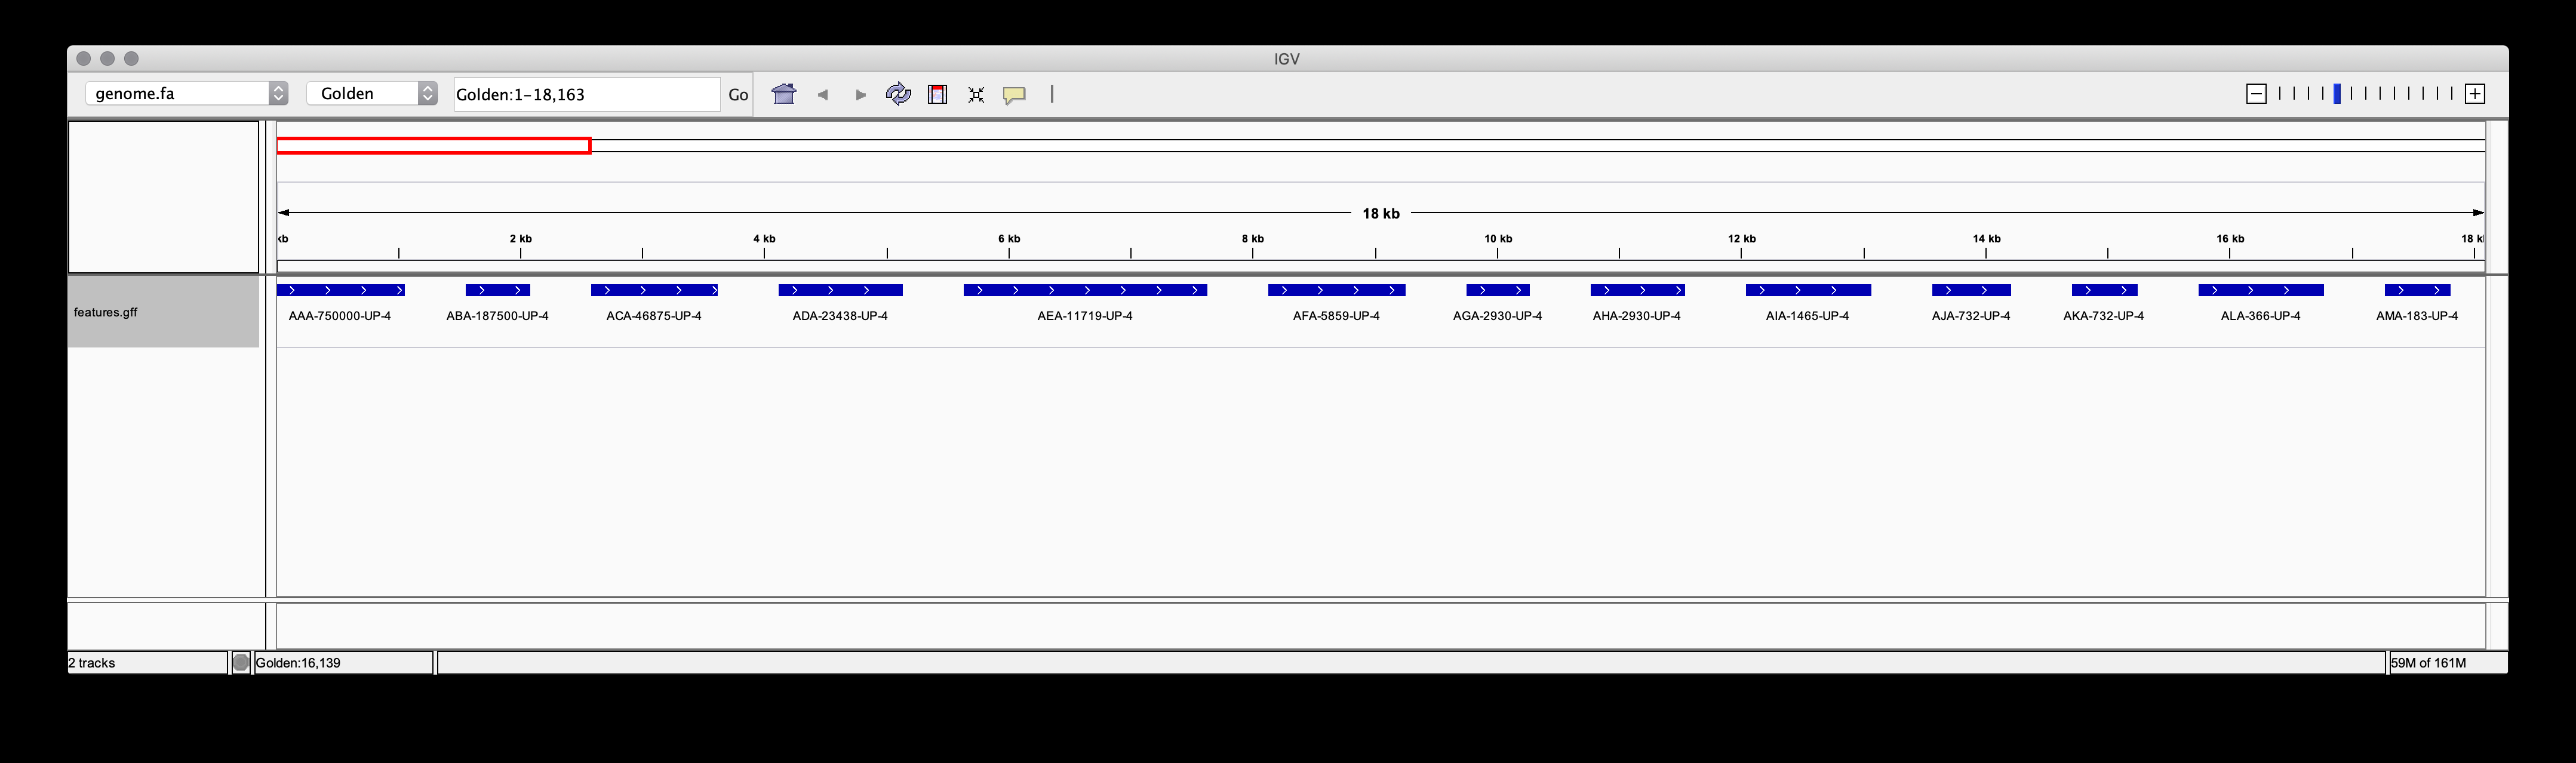 IGV
genome.fa Golden Golden:1-18,163 Go
18 kb
kb 2 kb 4 kb 6 kb 8 kb 10 kb 12 kb 14 kb 16 kb 18 k
features.gff
AAA-750000-UP-4 ABA-187500-UP-4 ACA-46875-UP-4 ADA-23438-UP-4 AEA-11719-UP-4 AFA-5859-UP-4 AGA-2930-UP-4 AHA-2930-UP-4 AIA-1465-UP-4 AJA-732-UP-4 AKA-732-UP-4 ALA-366-UP-4 AMA-183-UP-4
2 tracks Golden:16,139 59M of 161M